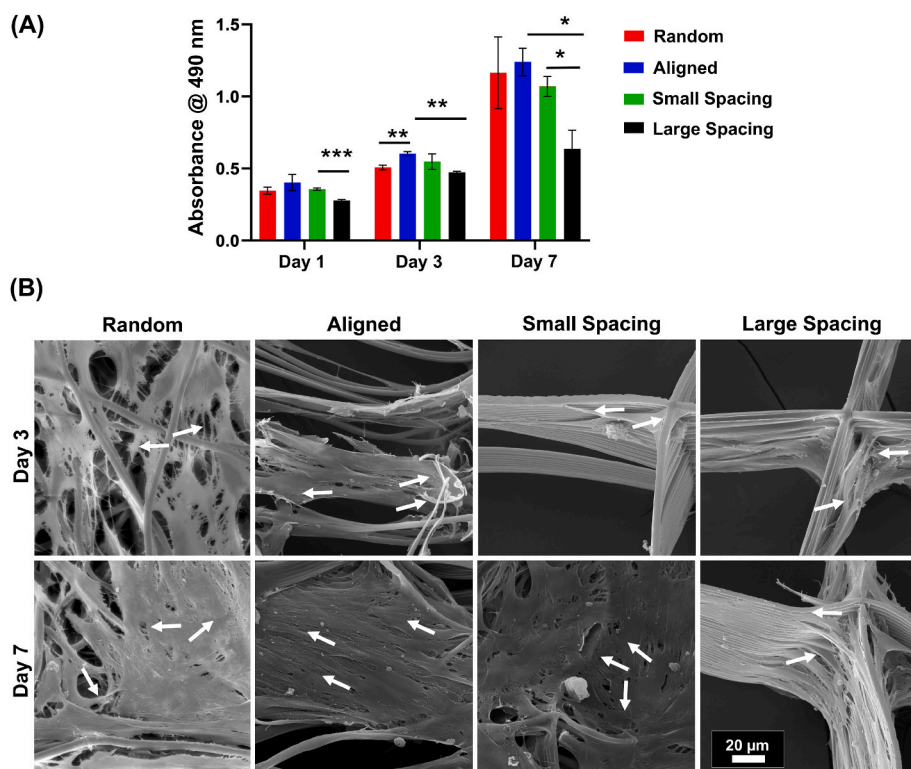 (A)
Absorbance @ 490 nm
1.5
1.0
0.5
0.0
***
**
**
*
*
Day 1
Day 3
Day 7
Random
Aligned
Small Spacing
Large Spacing
(B)
Random
Aligned
Small Spacing
Large Spacing
Day 3
Day 7
20 µm